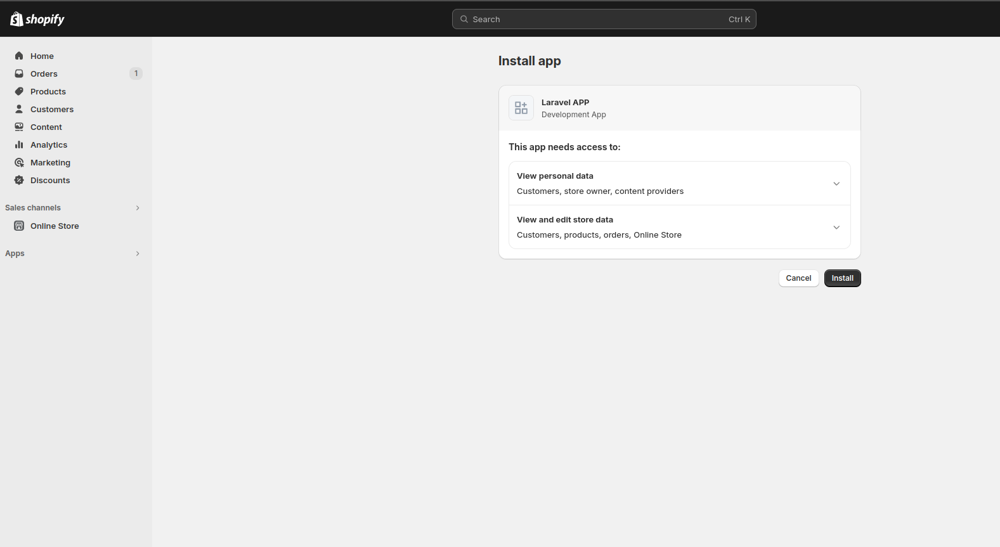 shopify
Search
Ctrl K
Home
Orders
1
Products
Customers
Content
Analytics
Marketing
Discounts
Sales channels
Online Store
Apps
Install app
Laravel APP
Development App
This app needs access to:
View personal data
Customers, store owner, content providers
View and edit store data
Customers, products, orders, Online Store
Cancel
Install